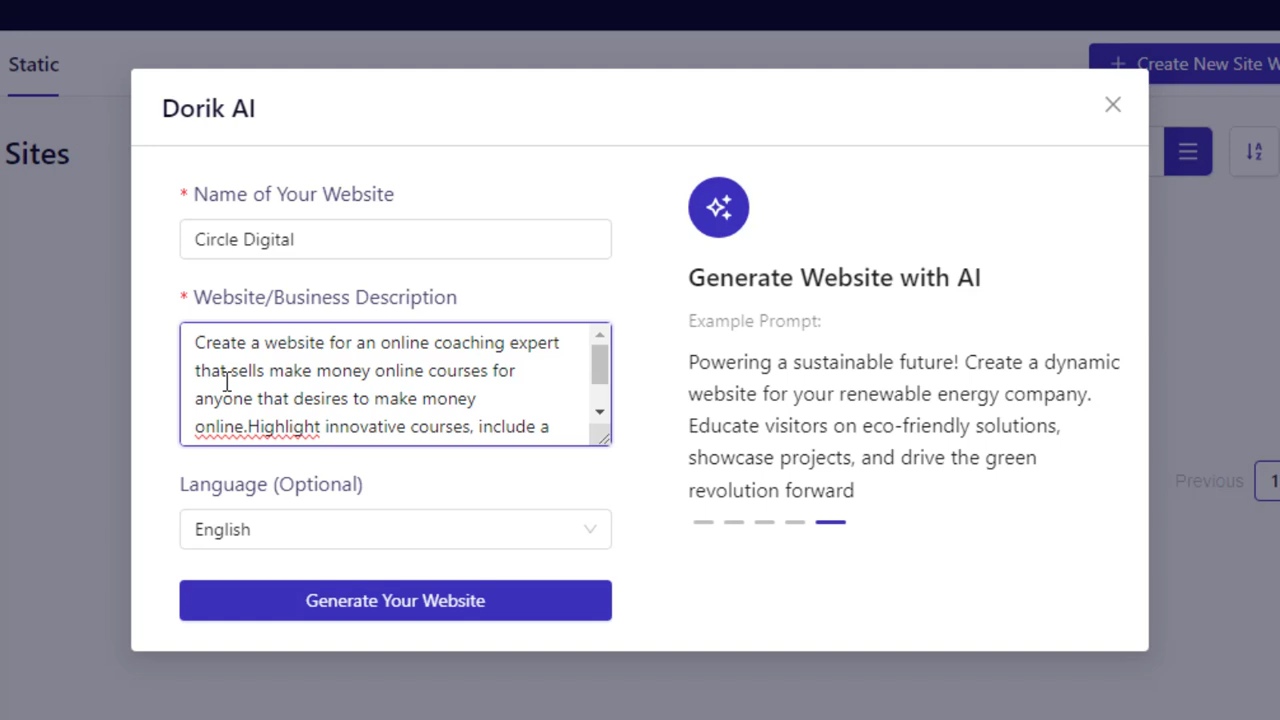 Static
Create New Site W
Dorik AI
Sites
* Name of Your Website
Circle Digital
* Website/Business Description
Create a website for an online coaching expert
that sells make money online courses for
anyone that desires to make money
online.Highlight innovative courses, include a
Language (Optional)
English
Generate Your Website
Generate Website with AI
Example Prompt:
Powering a sustainable future! Create a dynamic
website for your renewable energy company.
Educate visitors on eco-friendly solutions,
showcase projects, and drive the green
revolution forward
Previous
1